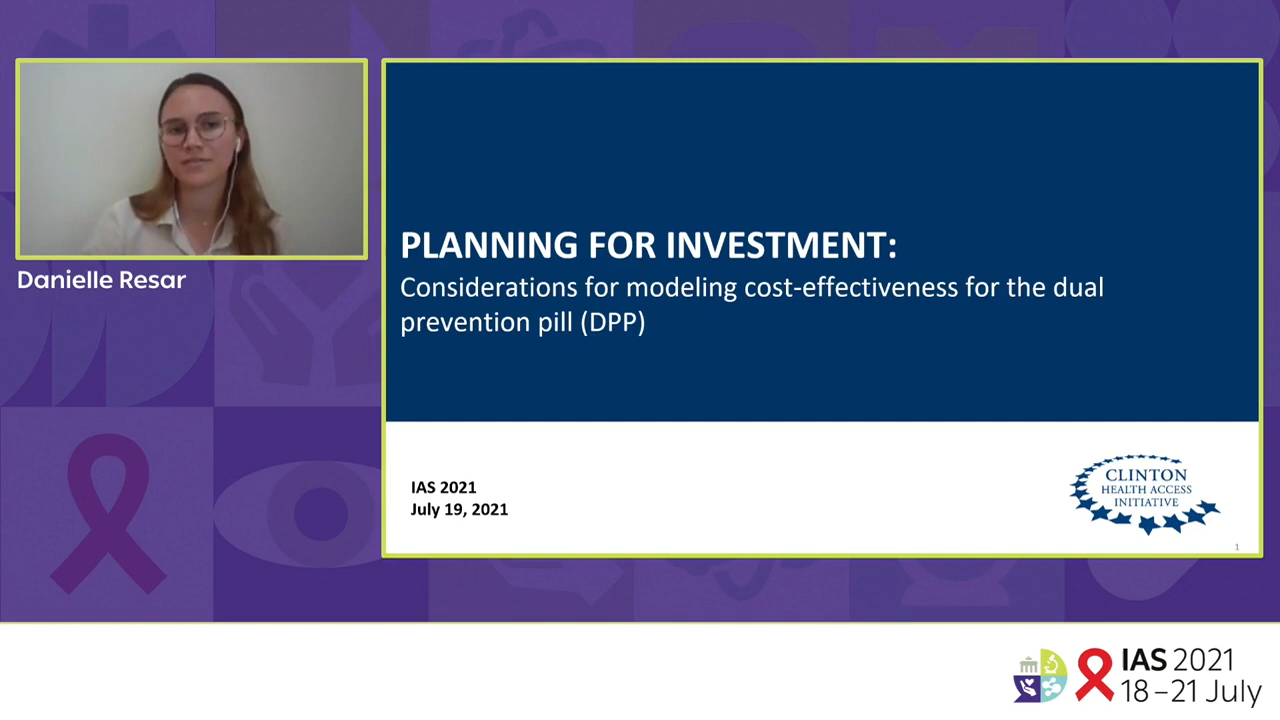 Danielle Resar
PLANNING FOR INVESTMENT:
Considerations for modeling cost-effectiveness for the dual
prevention pill (DPP)
IAS 2021
July 19, 2021
CLINTON
HEALTH ACCESS
INITIATIVE
1
IAS 2021
18–21 July